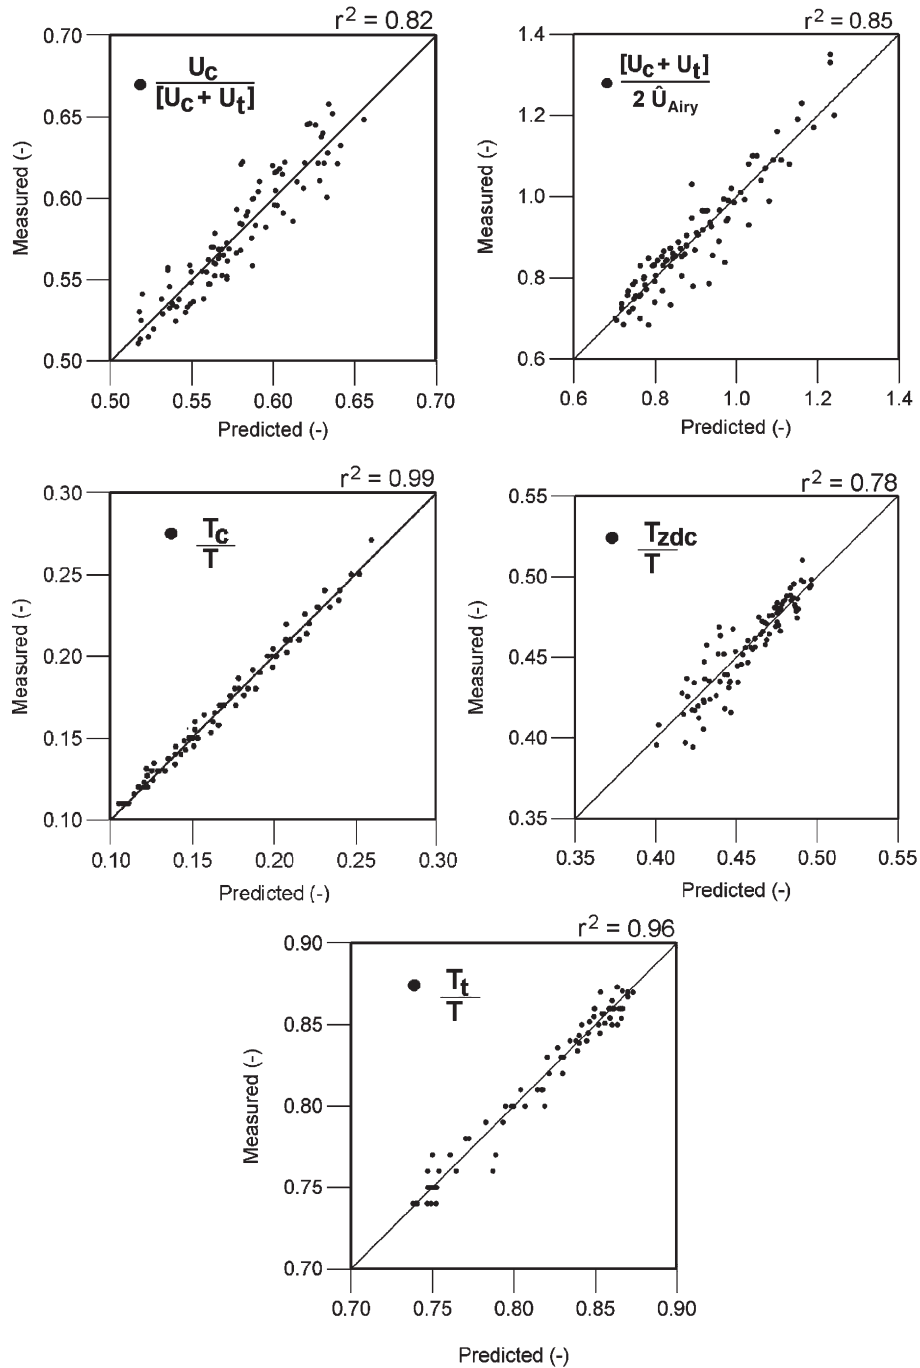 r² = 0.82
0.70
0.65
0.60
0.55
0.50
Measured (-)
U_c
[U_c + U_t]
0.50 0.55 0.60 0.65 0.70
Predicted (-)
r² = 0.85
1.4
1.2
1.0
0.8
0.6
Measured (-)
[U_c + U_t]
2 Û_Airy
0.6 0.8 1.0 1.2 1.4
Predicted (-)
r² = 0.99
0.30
0.25
0.20
0.15
0.10
Measured (-)
T_c
T
0.10 0.15 0.20 0.25 0.30
Predicted (-)
r² = 0.78
0.55
0.50
0.45
0.40
0.35
Measured (-)
T_zdc
T
0.35 0.40 0.45 0.50 0.55
Predicted (-)
r² = 0.96
0.90
0.85
0.80
0.75
0.70
Measured (-)
T_t
T
0.70 0.75 0.80 0.85 0.90
Predicted (-)